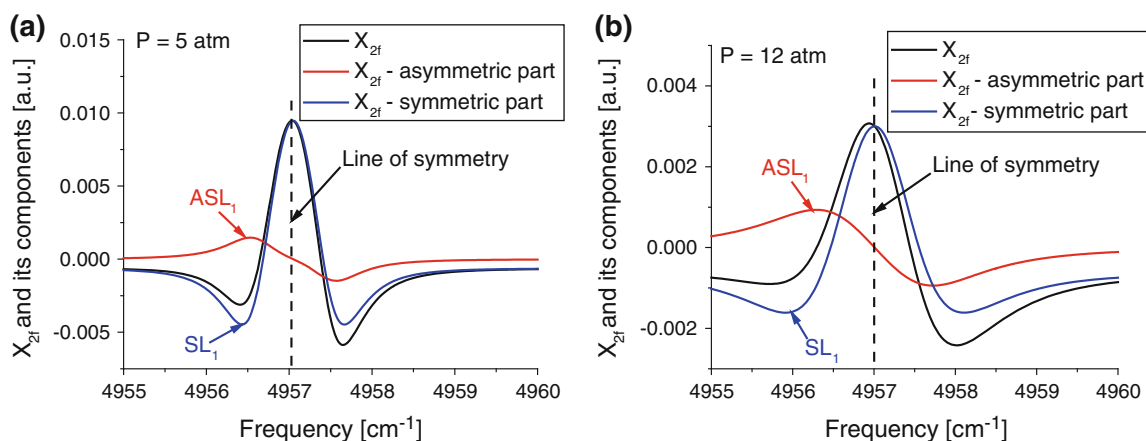 (a)
P = 5 atm
X2f
X2f - asymmetric part
X2f - symmetric part
Line of symmetry
ASL1
SL1
0.015
0.010
0.005
0.000
-0.005
X2f and its components [a.u.]
4955 4956 4957 4958 4959 4960
Frequency [cm-1]
(b)
P = 12 atm
X2f
X2f - asymmetric part
X2f- symmetric part
Line of symmetry
ASL1
SL1
0.004
0.002
0.000
-0.002
X2f and its components [a.u.]
4955 4956 4957 4958 4959 4960
Frequency [cm-1]